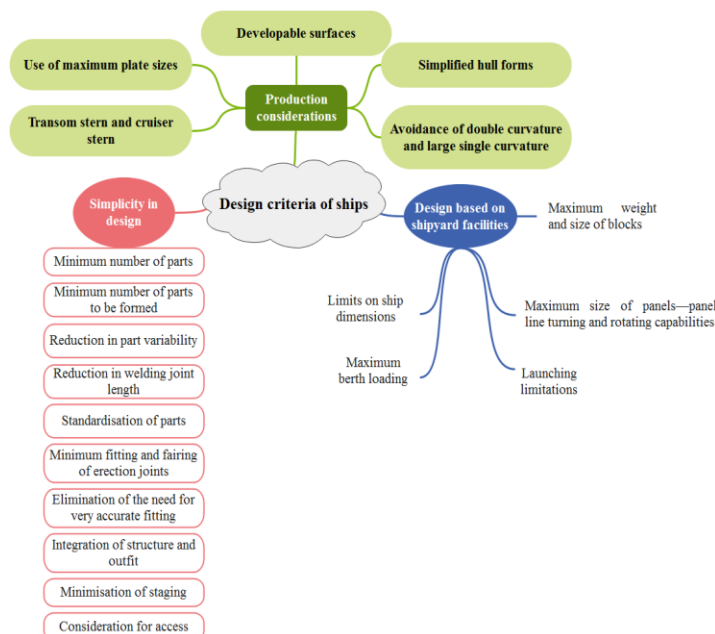 Developable surfaces
Use of maximum plate sizes
Simplified hull forms
Production
considerations
Transom stern and cruiser
stern
Avoidance of double curvature
and large single curvature
Design criteria of ships
Simplicity in
design
Minimum number of parts
Minimum number of parts
to be formed
Reduction in part variability
Reduction in welding joint
length
Standardisation of parts
Minimum fitting and fairing
of erection joints
Elimination of the need for
very accurate fitting
Integration of structure and
outfit
Minimisation of staging
Consideration for access
Design based on
shipyard facilities
Maximum weight
and size of blocks
Limits on ship
dimensions
Maximum size of panels—panel
line turning and rotating capabilities
Maximum
berth loading
Launching
limitations